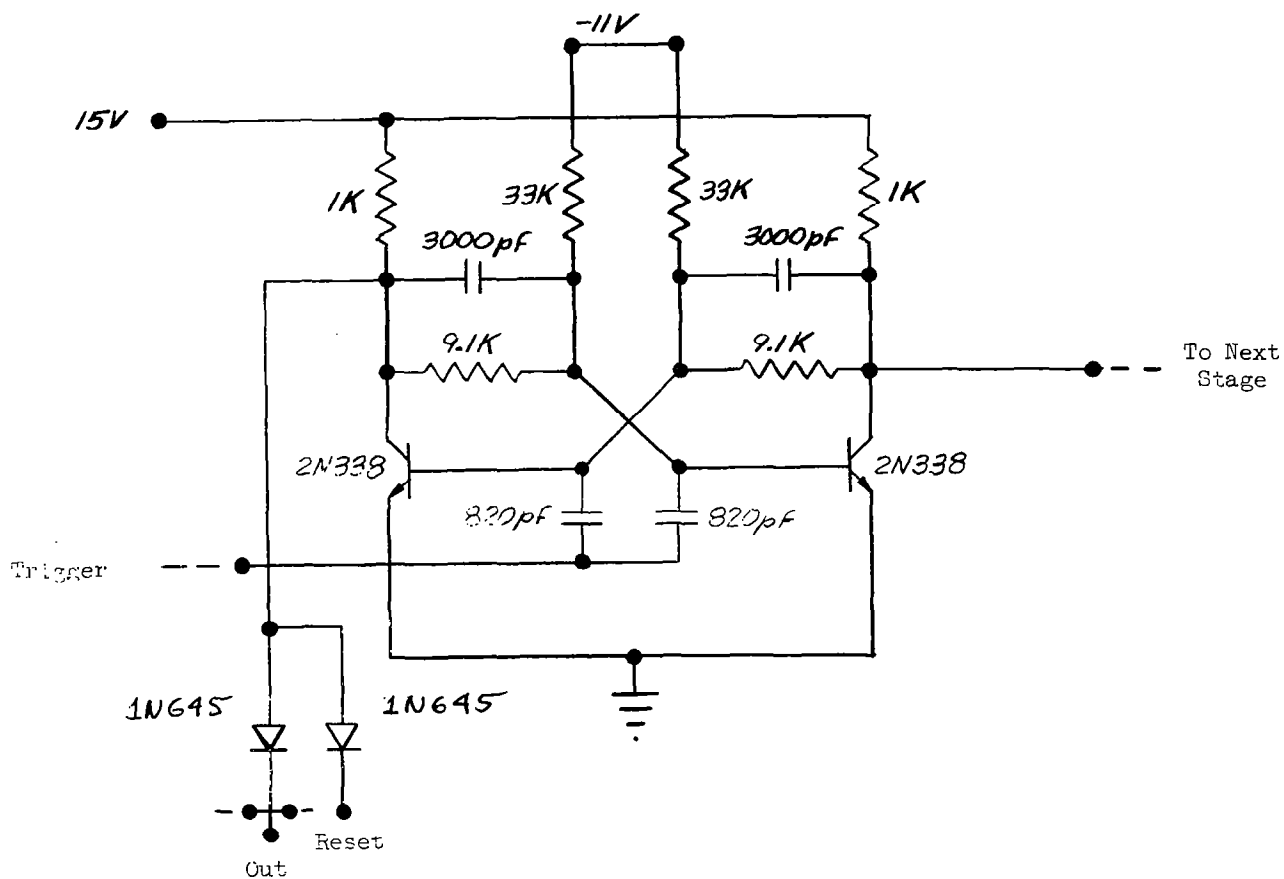 -11V
15V
1K
33K
33K
1K
3000pf
3000pf
9.1K
9.1K
To Next
Stage
2N338
2N338
820pf
820pf
Trigger
1N645
1N645
Reset
Out